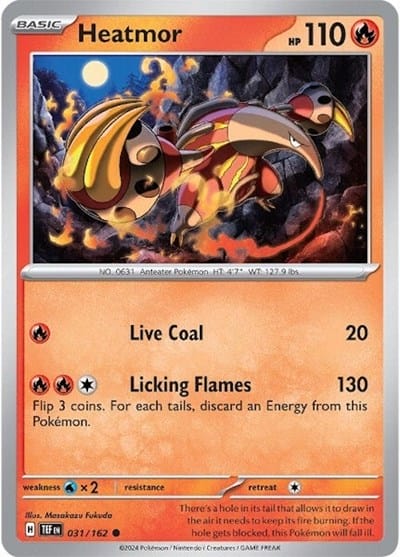 BASIC
Heatmor
HP 110
NO. 0631 Anteater Pokémon HT: 4'7" WT: 127.9 lbs.
Live Coal 20
Licking Flames 130
Flip 3 coins. For each tails, discard an Energy from this
Pokémon.
weakness ×2 resistance retreat
Illus. Masakazu Fukuda
H TEF EN 031/162
There's a hole in its tail that allows it to draw in
the air it needs to keep its fire burning. If the
hole gets blocked, this Pokémon will fall ill.
©2024 Pokémon / Nintendo / Creatures / GAME FREAK